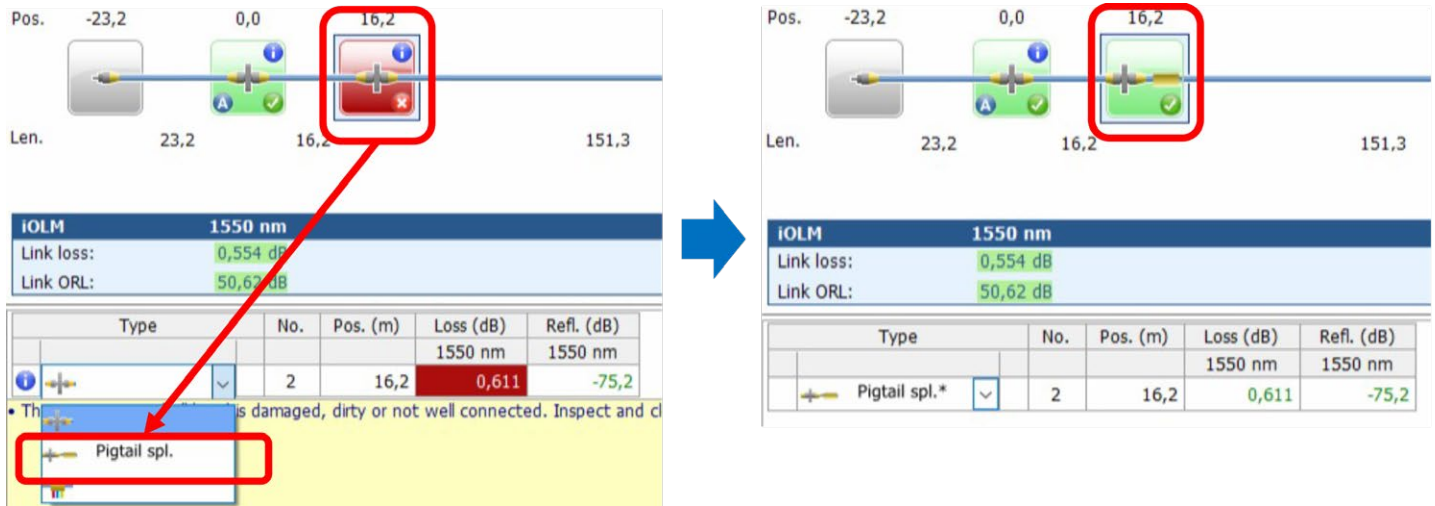 Pos. -23,2 0,0 16,2
A
Len. 23,2 16,2 151,3
iOLM 1550 nm
Link loss: 0,554 dB
Link ORL: 50,62 dB
Type No. Pos. (m) Loss (dB) Refl. (dB)
1550 nm 1550 nm
2 16,2 0,611 -75,2
• Th is damaged, dirty or not well connected. Inspect and cl
Pigtail spl.
Pos. -23,2 0,0 16,2
A
Len. 23,2 16,2 151,3
iOLM 1550 nm
Link loss: 0,554 dB
Link ORL: 50,62 dB
Type No. Pos. (m) Loss (dB) Refl. (dB)
1550 nm 1550 nm
Pigtail spl.* 2 16,2 0,611 -75,2